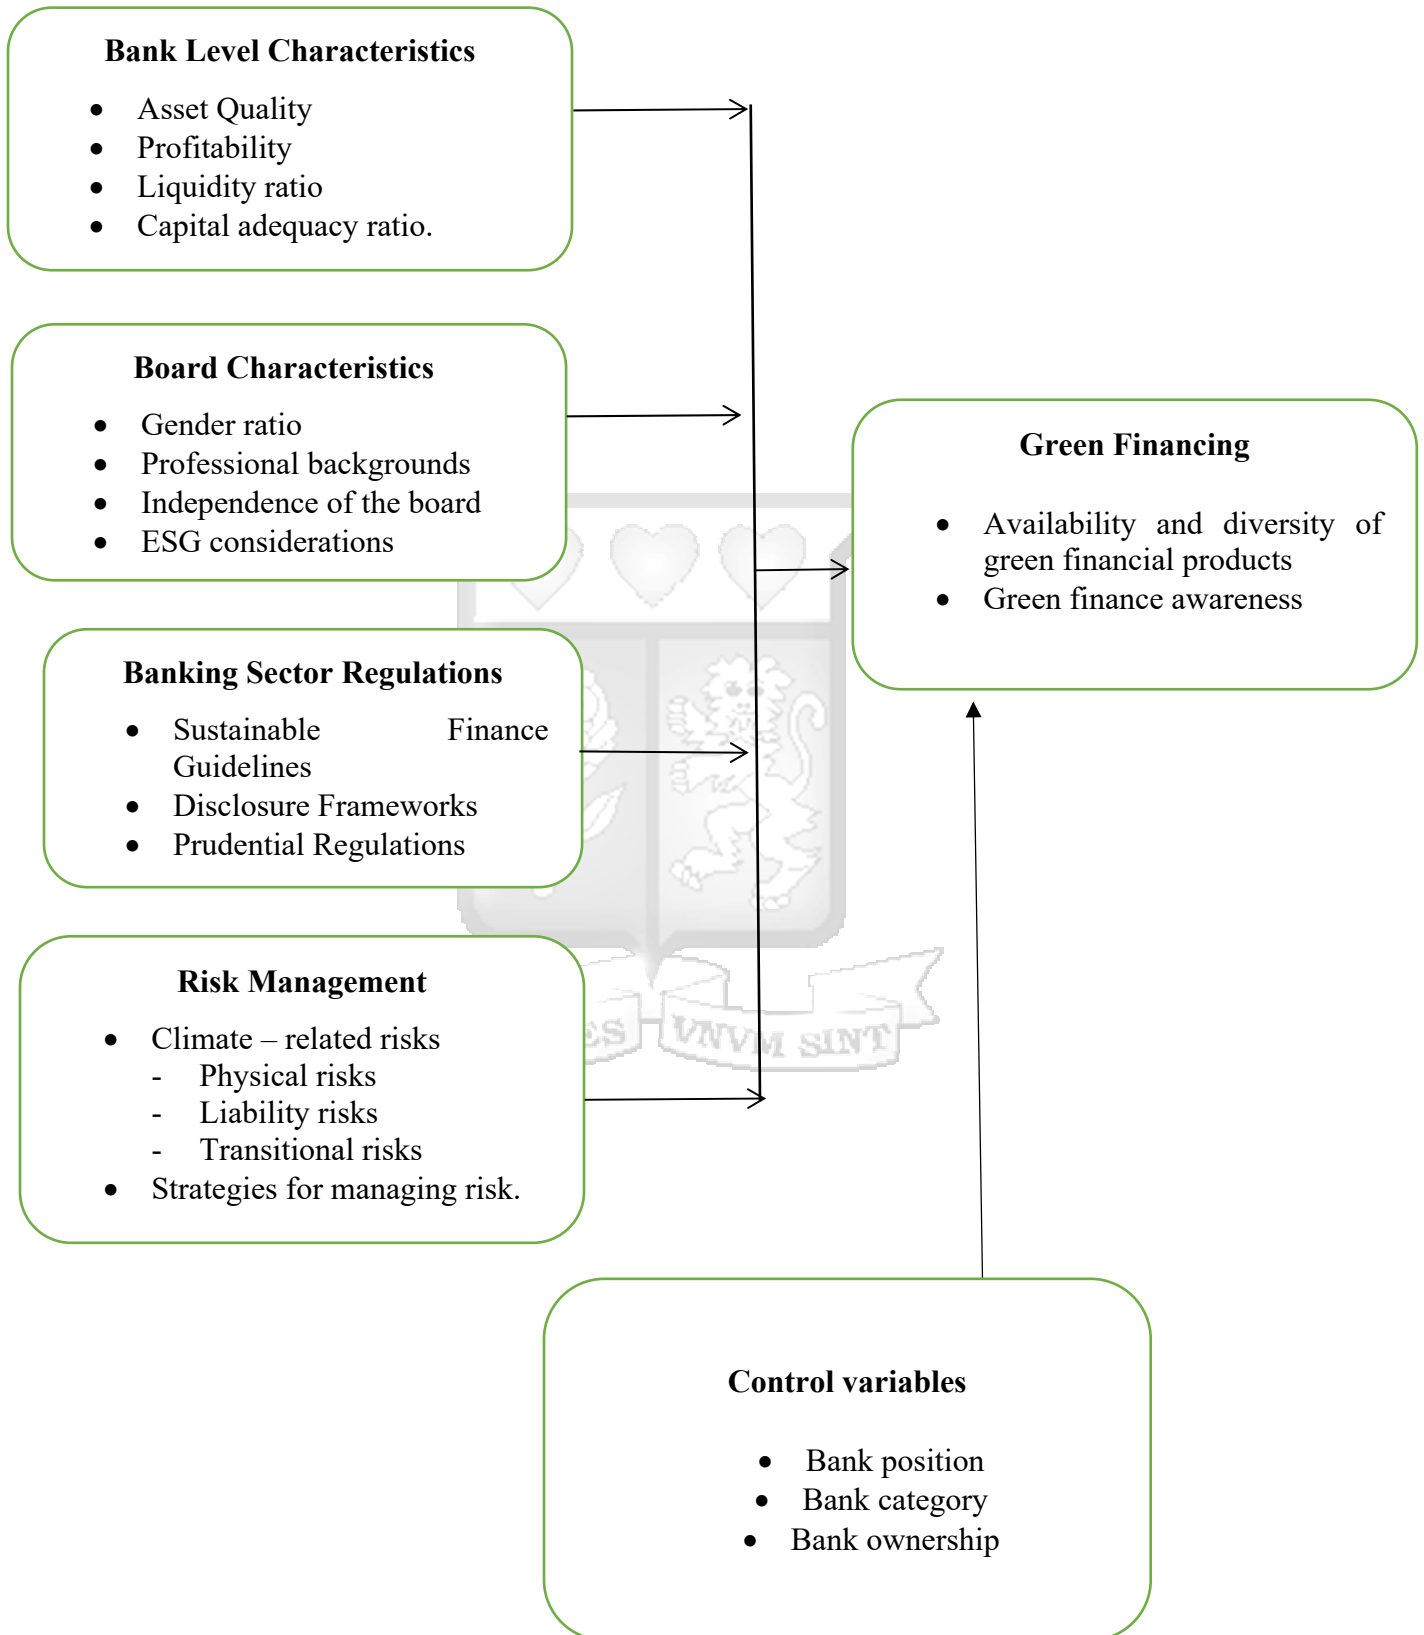 Bank Level Characteristics
• Asset Quality
• Profitability
• Liquidity ratio
• Capital adequacy ratio.
Board Characteristics
• Gender ratio
• Professional backgrounds
• Independence of the board
• ESG considerations
Green Financing
• Availability and diversity of
green financial products
• Green finance awareness
Banking Sector Regulations
• Sustainable Finance
Guidelines
• Disclosure Frameworks
• Prudential Regulations
Risk Management
• Climate – related risks
- Physical risks
- Liability risks
- Transitional risks
• Strategies for managing risk.
VNVM SINT
Control variables
• Bank position
• Bank category
• Bank ownership